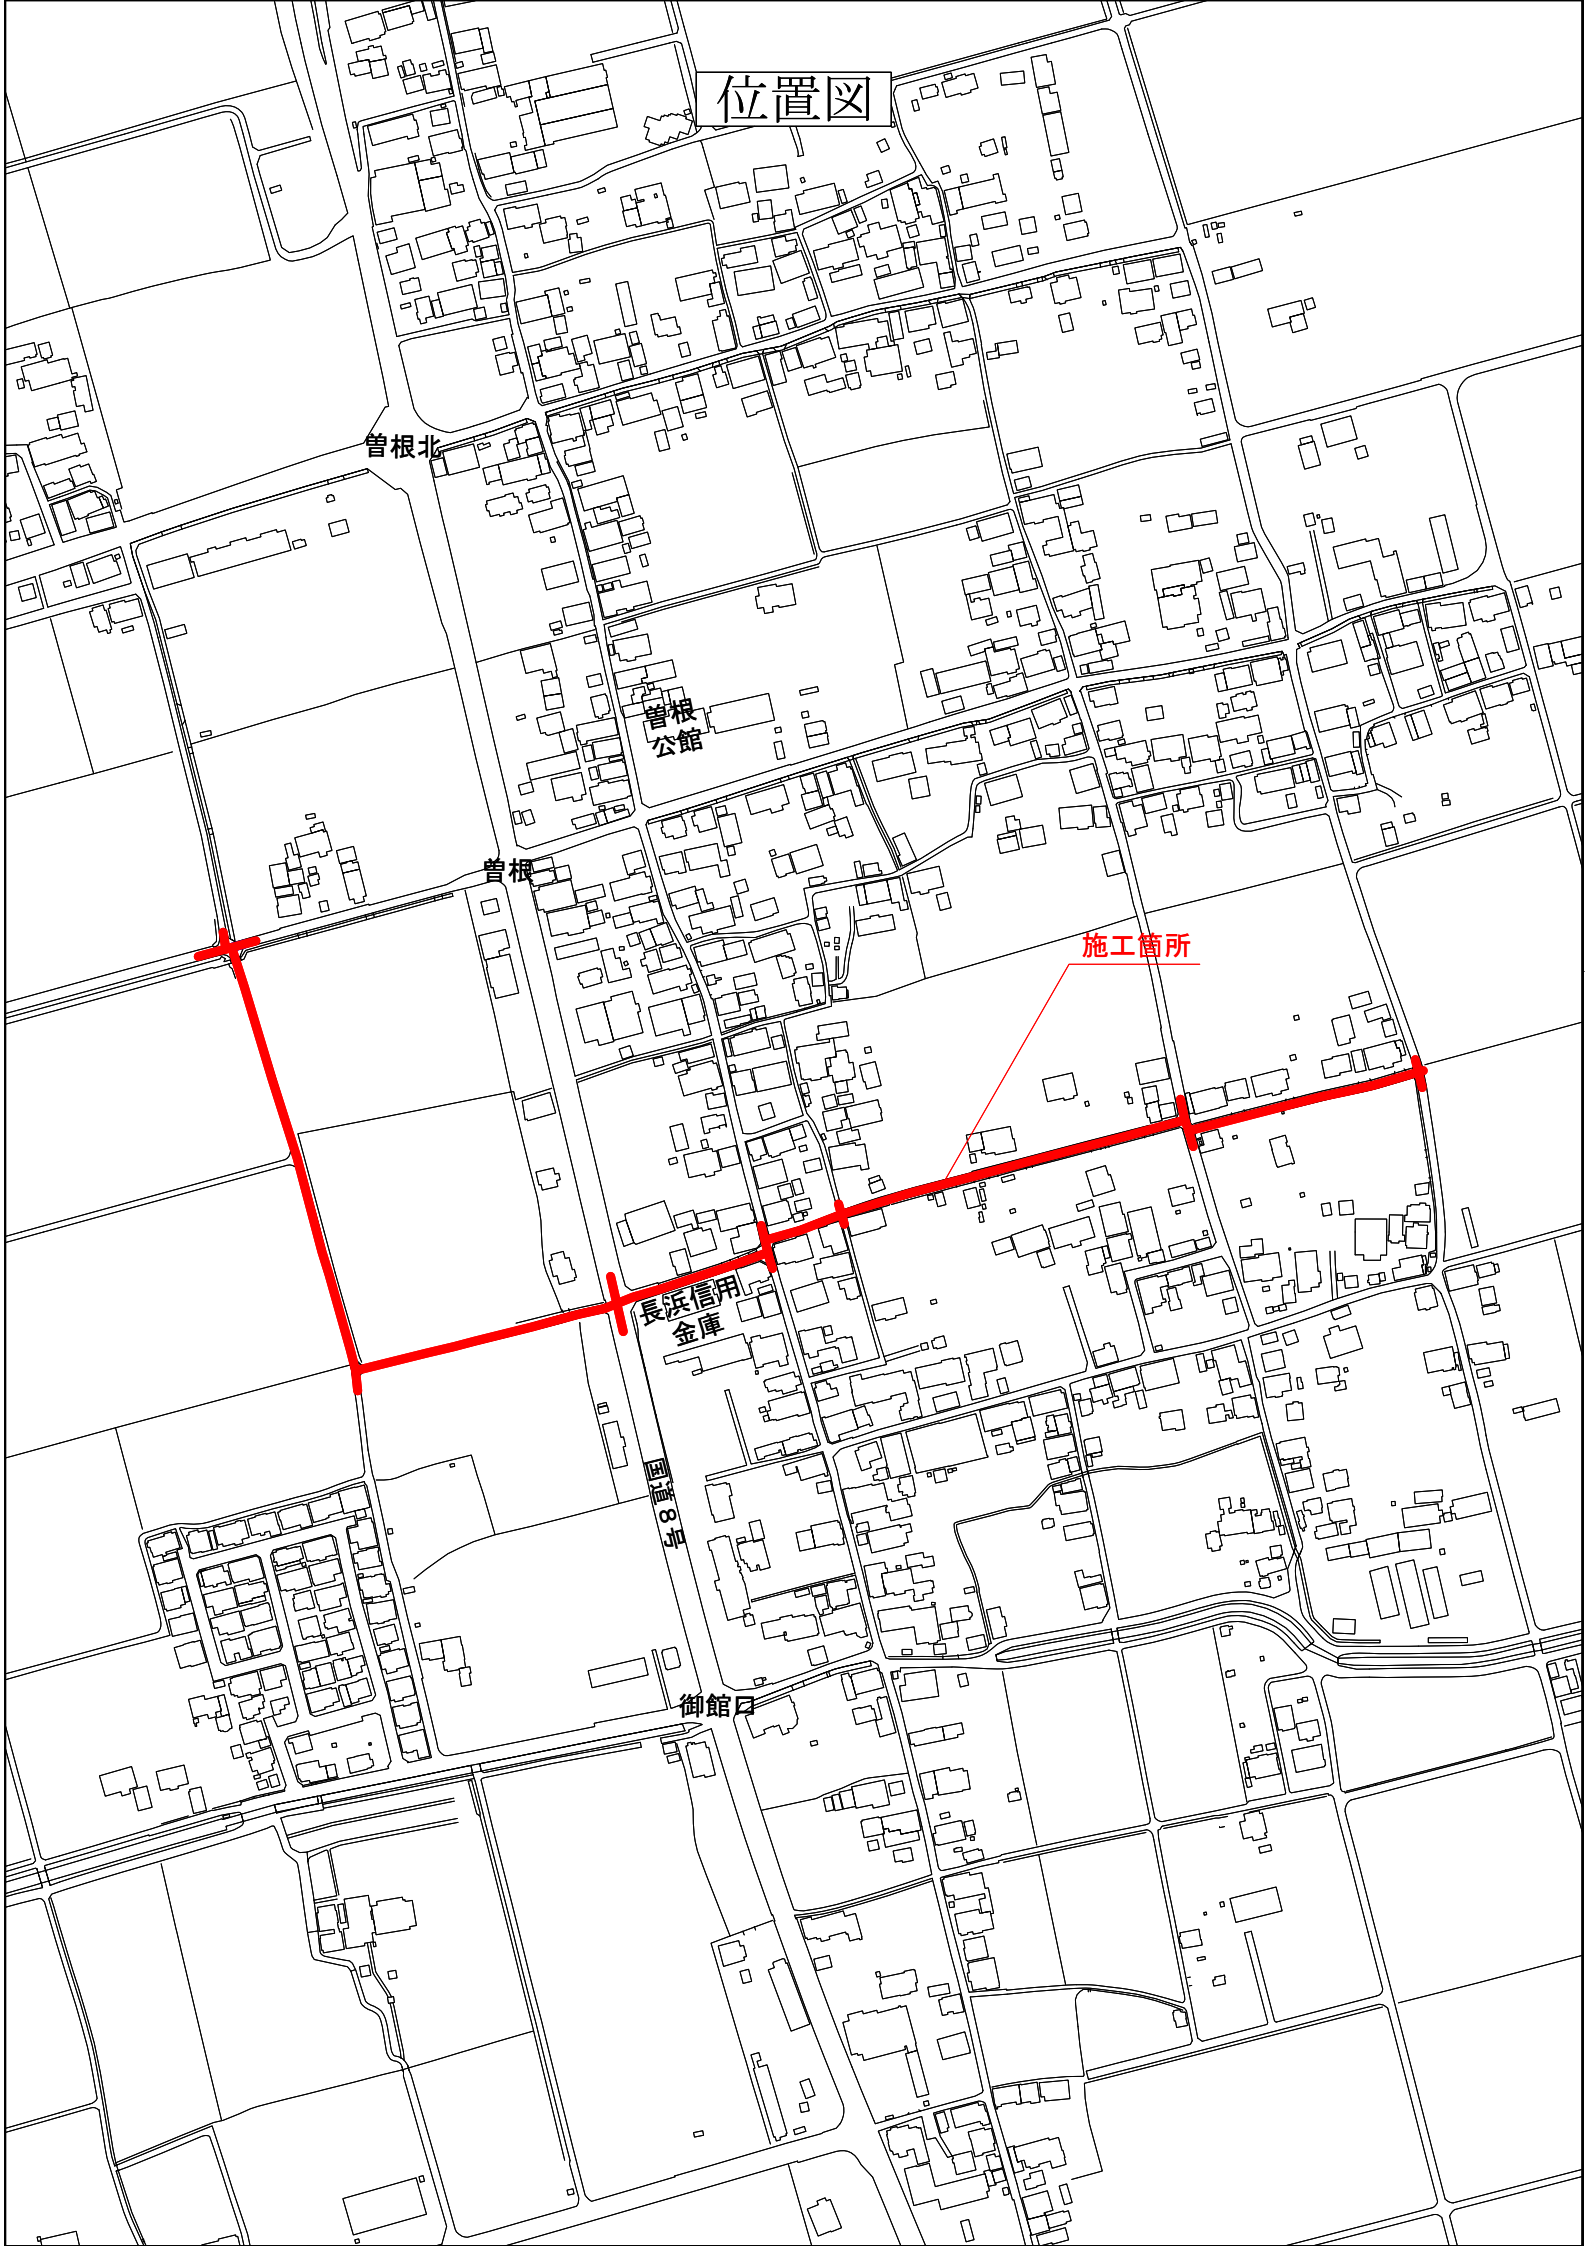 位置図
曽根北
曽根
公館
曽根
施工箇所
長浜信用
金庫
国道8号
御館口